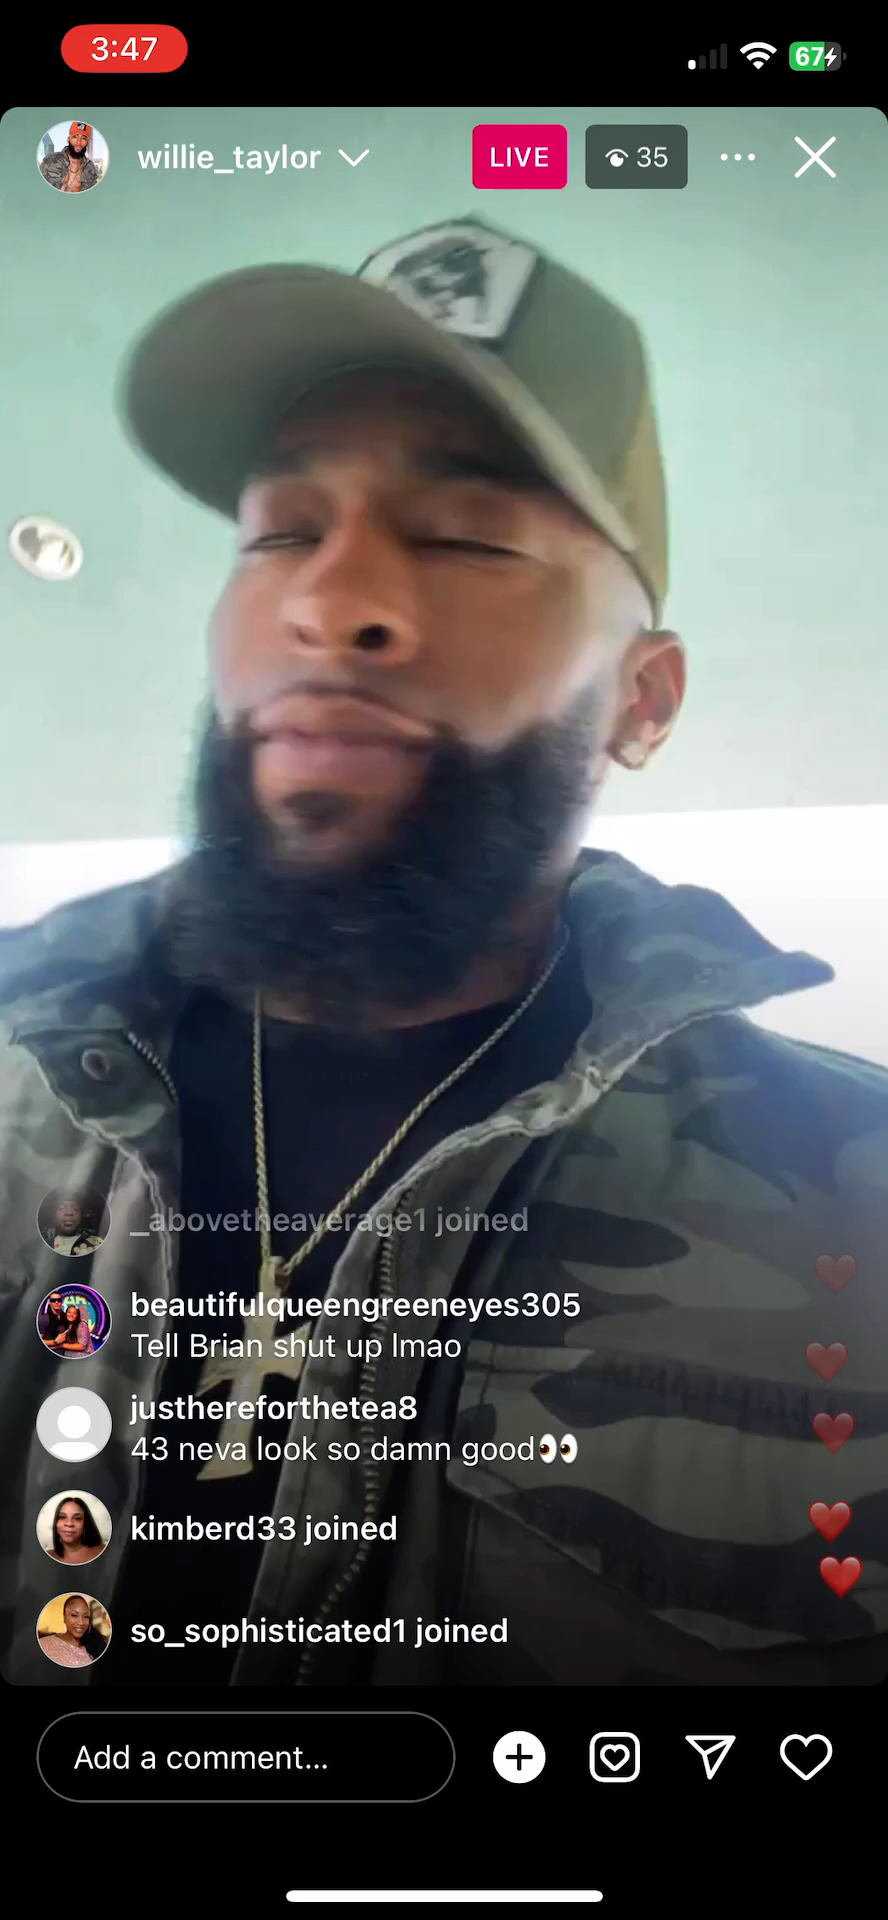 3:47
67
willie_taylor
LIVE
35
_abovetheaverage1 joined
beautifulqueengreeneyes305
Tell Brian shut up lmao
justhereforthetea8
43 neva look so damn good👀
kimberd33 joined
so_sophisticated1 joined
Add a comment...